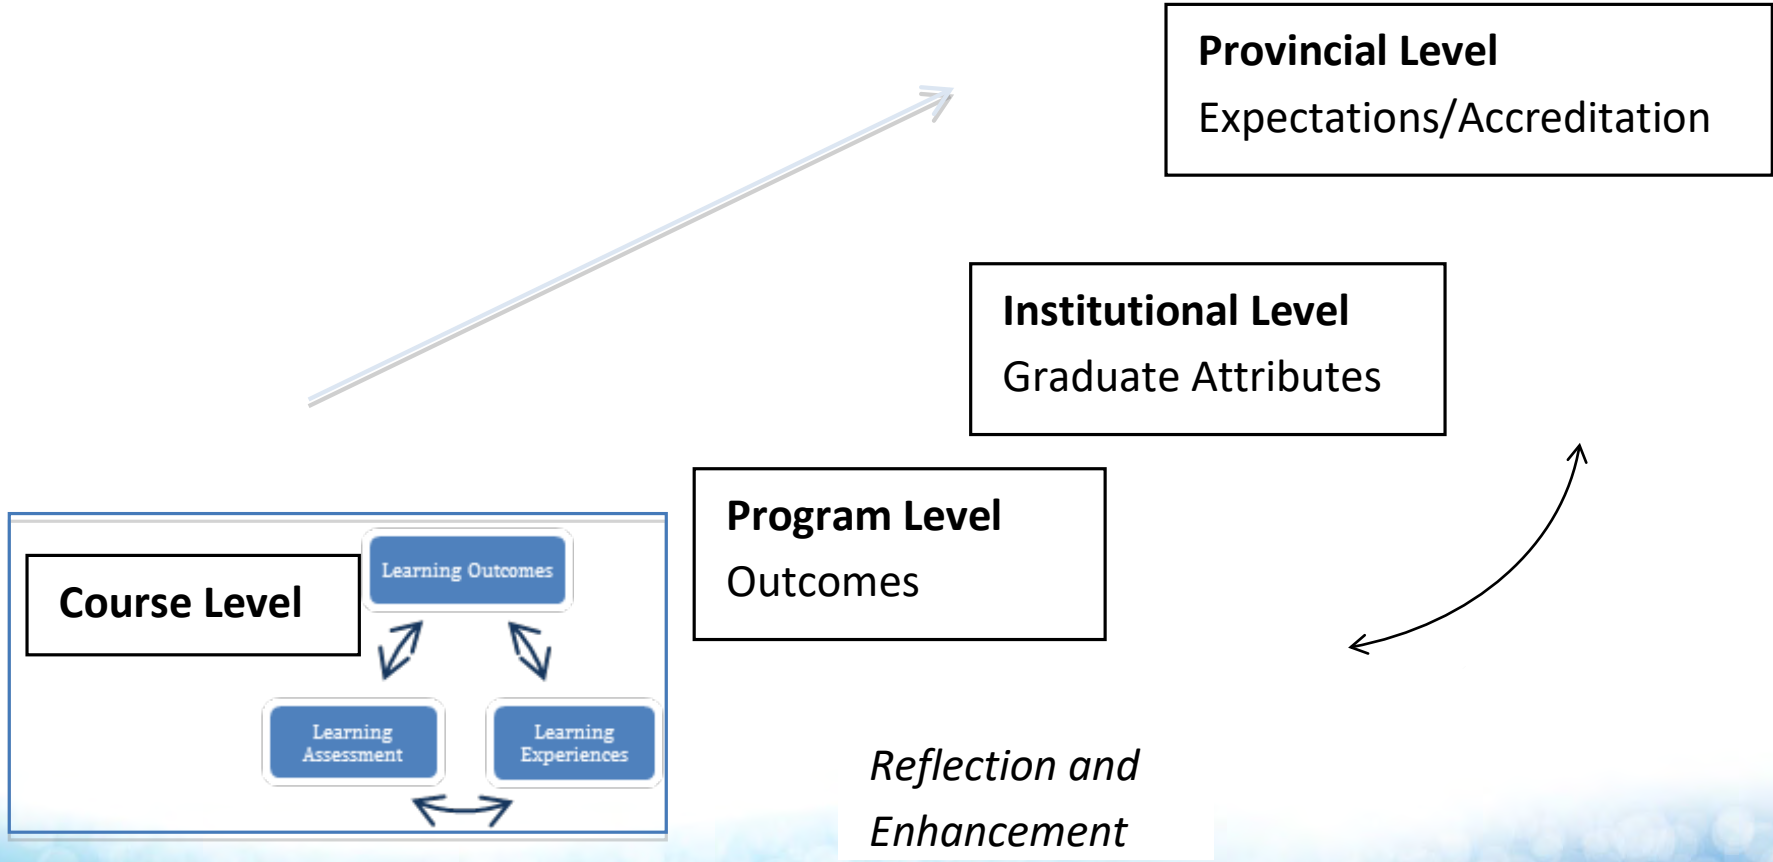 Provincial Level
Expectations/Accreditation
Institutional Level
Graduate Attributes
Program Level
Outcomes
Course Level
Learning Outcomes
Learning
Assessment
Learning
Experiences
Reflection and
Enhancement